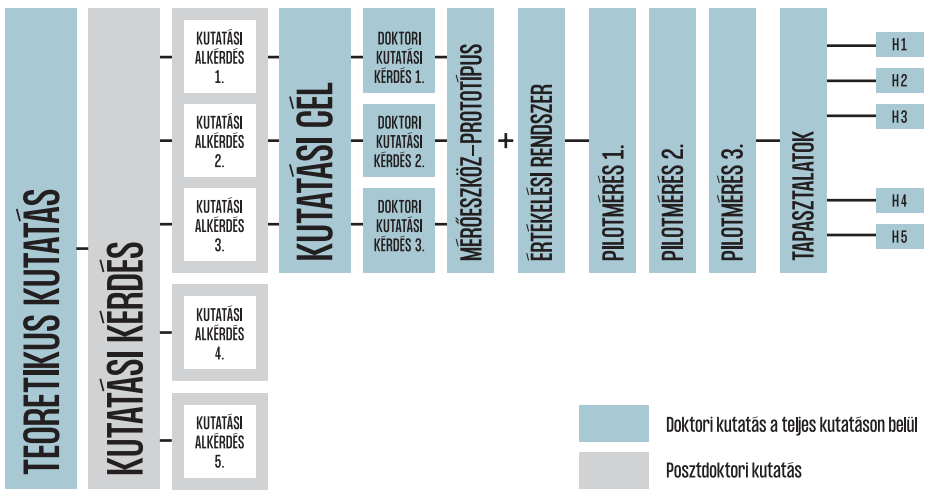 TEORETIKUS KUTATÁS
KUTATÁSI KÉRDÉS
KUTATÁSI
ALKÉRDÉS
1.
KUTATÁSI
ALKÉRDÉS
2.
KUTATÁSI
ALKÉRDÉS
3.
KUTATÁSI
ALKÉRDÉS
4.
KUTATÁSI
ALKÉRDÉS
5.
KUTATÁSI CÉL
DOKTORI
KUTATÁSI
KÉRDÉS 1.
DOKTORI
KUTATÁSI
KÉRDÉS 2.
DOKTORI
KUTATÁSI
KÉRDÉS 3.
MÉRŐESZKÖZ–PROTOTÍPUS
+
ÉRTÉKELÉSI RENDSZER
PILOTMÉRÉS 1.
PILOTMÉRÉS 2.
PILOTMÉRÉS 3.
TAPASZTALATOK
H1
H2
H3
H4
H5
Doktori kutatás a teljes kutatáson belül
Posztdoktori kutatás